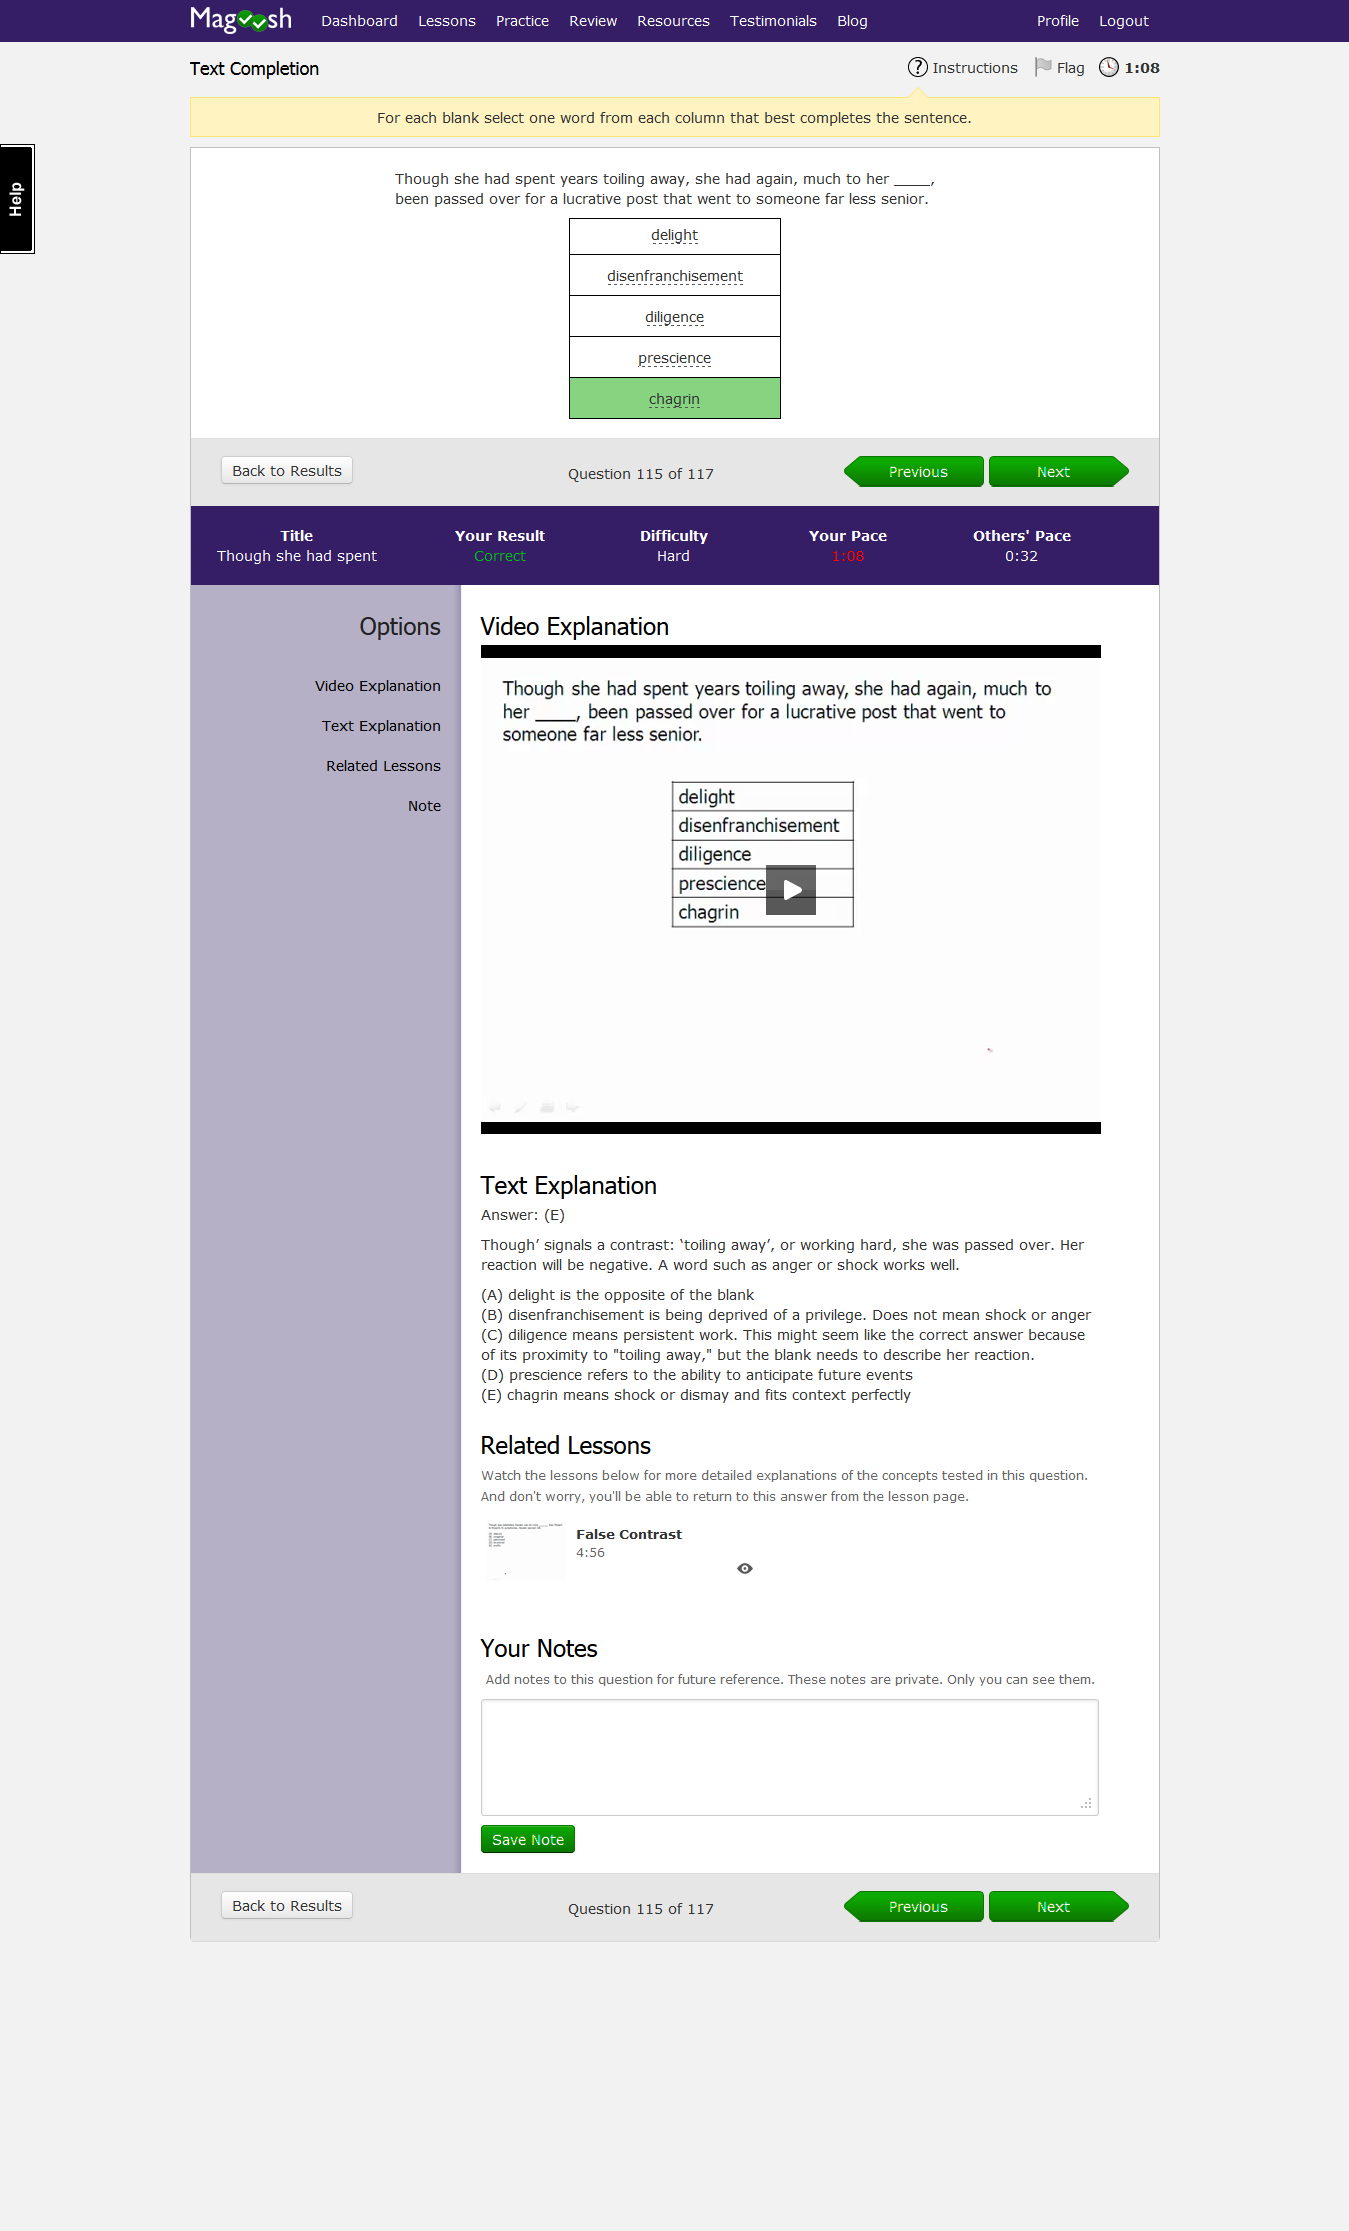 Magoosh Dashboard Lessons Practice Review Resources Testimonials Blog Profile Logout
Text Completion Instructions Flag 1:08
For each blank select one word from each column that best completes the sentence.
Help
Though she had spent years toiling away, she had again, much to her ____,
been passed over for a lucrative post that went to someone far less senior.
delight
disenfranchisement
diligence
prescience
chagrin
Back to Results Question 115 of 117 Previous Next
Title Your Result Difficulty Your Pace Others' Pace
Though she had spent Correct Hard 1:08 0:32
Options
Video Explanation
Text Explanation
Related Lessons
Note
Video Explanation
Though she had spent years toiling away, she had again, much to
her ____, been passed over for a lucrative post that went to
someone far less senior.
delight
disenfranchisement
diligence
prescience
chagrin
Text Explanation
Answer: (E)
Though’ signals a contrast: ‘toiling away’, or working hard, she was passed over. Her
reaction will be negative. A word such as anger or shock works well.
(A) delight is the opposite of the blank
(B) disenfranchisement is being deprived of a privilege. Does not mean shock or anger
(C) diligence means persistent work. This might seem like the correct answer because
of its proximity to "toiling away," but the blank needs to describe her reaction.
(D) prescience refers to the ability to anticipate future events
(E) chagrin means shock or dismay and fits context perfectly
Related Lessons
Watch the lessons below for more detailed explanations of the concepts tested in this question.
And don't worry, you'll be able to return to this answer from the lesson page.
False Contrast
4:56
Your Notes
Add notes to this question for future reference. These notes are private. Only you can see them.
Save Note
Back to Results Question 115 of 117 Previous Next